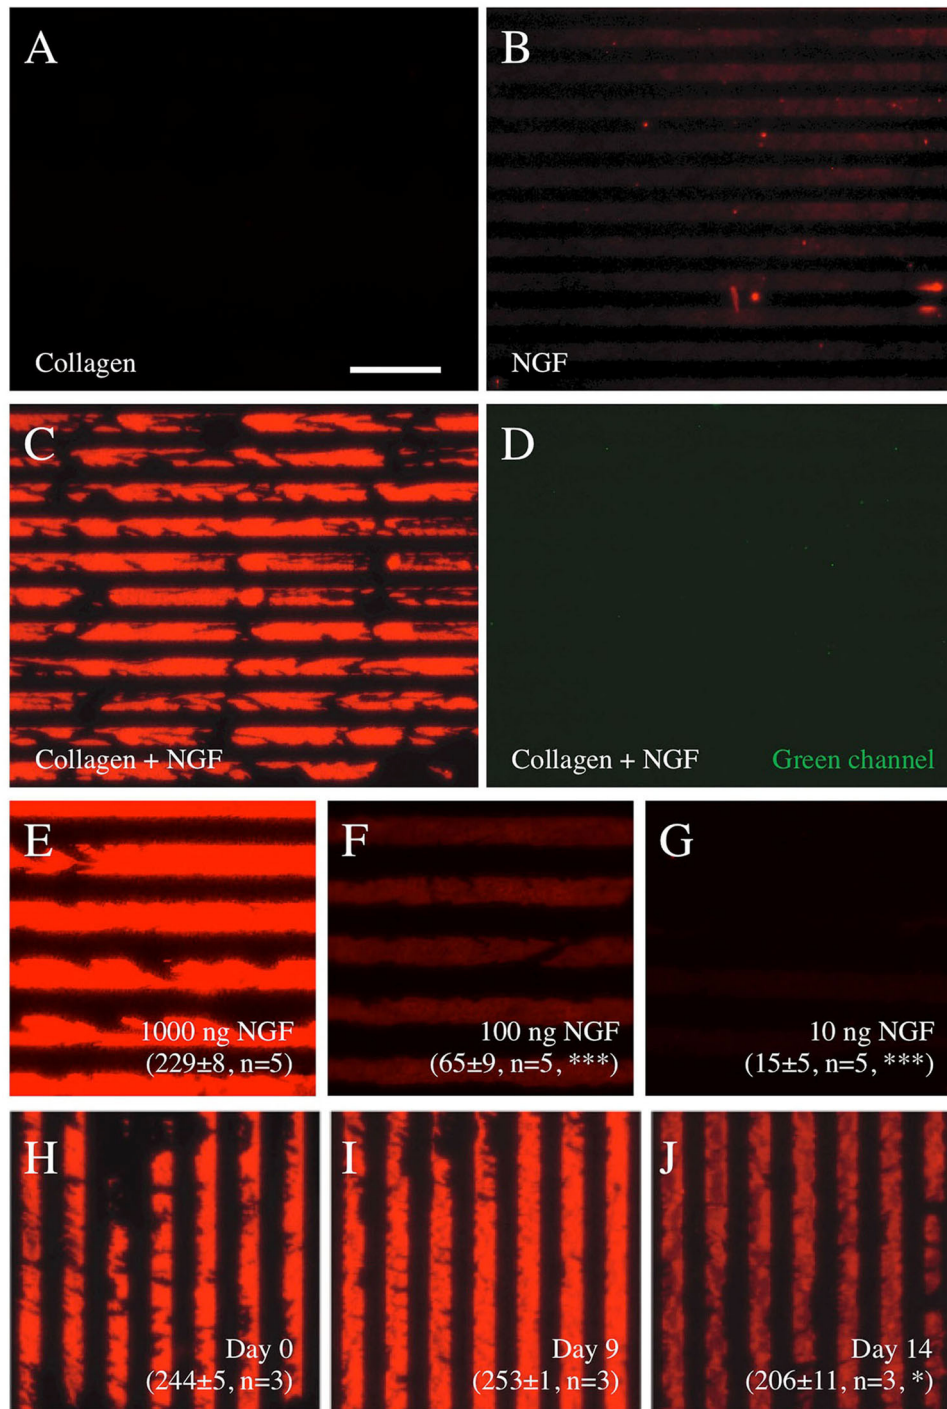 A
Collagen
B
NGF
C
Collagen + NGF
D
Collagen + NGF Green channel
E
1000 ng NGF
(229±8, n=5)
F
100 ng NGF
(65±9, n=5, ***)
G
10 ng NGF
(15±5, n=5, ***)
H
Day 0
(244±5, n=3)
I
Day 9
(253±1, n=3)
J
Day 14
(206±11, n=3, *)